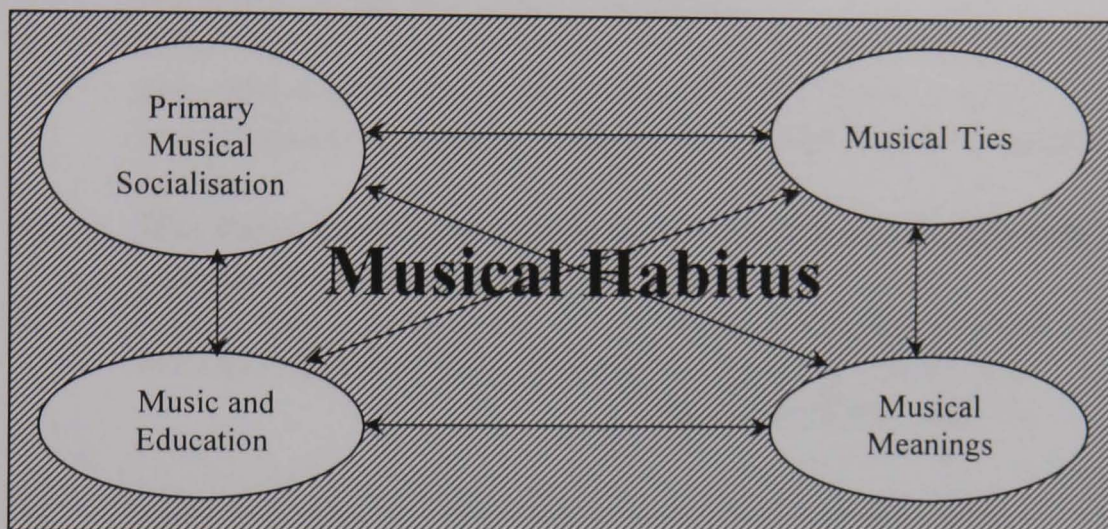 Primary
Musical
Socialisation
Musical Ties
Musical Habitus
Music and
Education
Musical
Meanings